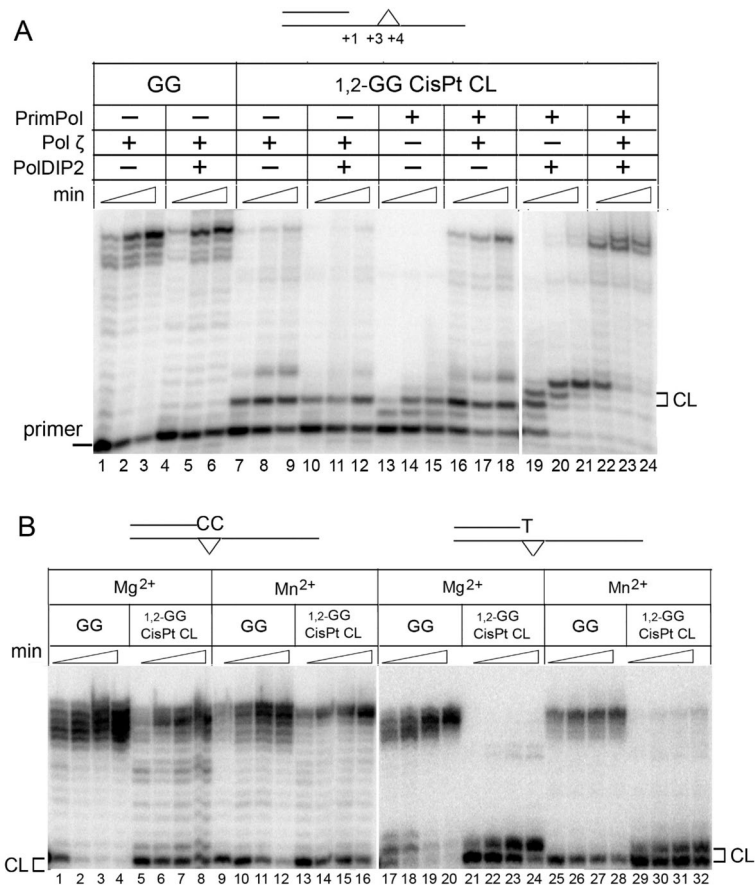 A
+1 +3 +4
GG 1,2-GG CisPt CL
PrimPol − − − − + + + +
Pol ζ + + + + − + − +
PolDIP2 − + − + − − + +
min
CL
primer
1 2 3 4 5 6 7 8 9 10 11 12 13 14 15 16 17 18 19 20 21 22 23 24
B
CC T
Mg2+ Mn2+ Mg2+ Mn2+
GG 1,2-GG CisPt CL GG 1,2-GG CisPt CL GG 1,2-GG CisPt CL GG 1,2-GG CisPt CL
min
CL CL
1 2 3 4 5 6 7 8 9 10 11 12 13 14 15 16 17 18 19 20 21 22 23 24 25 26 27 28 29 30 31 32